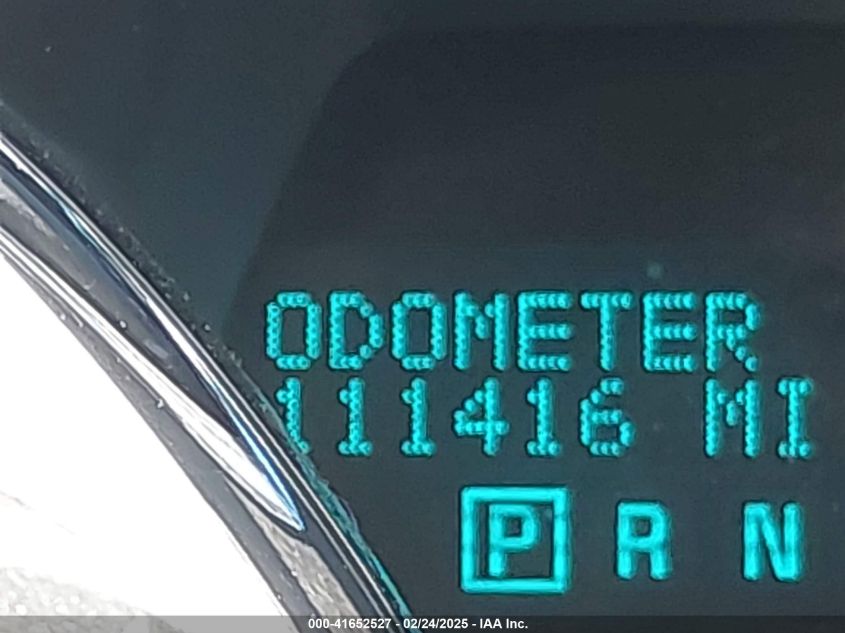 ODOMETER
111416 MI
P R N
000-41652527 - 02/24/2025 - IAA Inc.